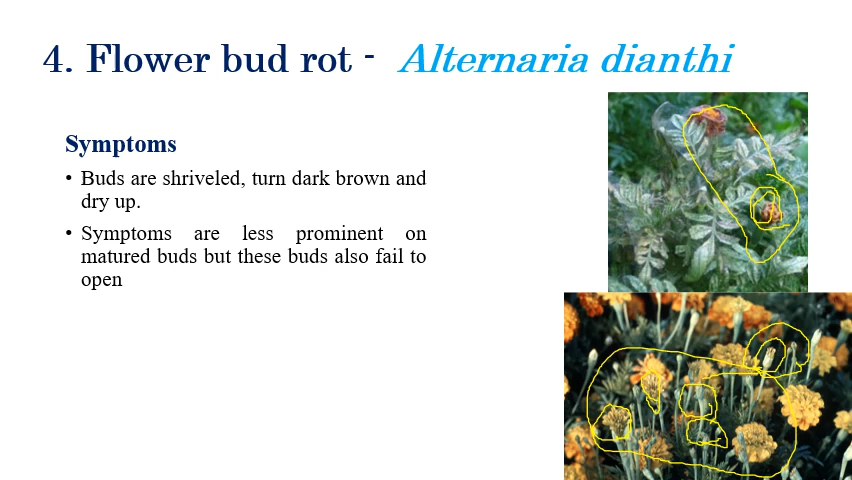 4. Flower bud rot - Alternaria dianthi
Symptoms
• Buds are shriveled, turn dark brown and
dry up.
• Symptoms are less prominent on
matured buds but these buds also fail to
open